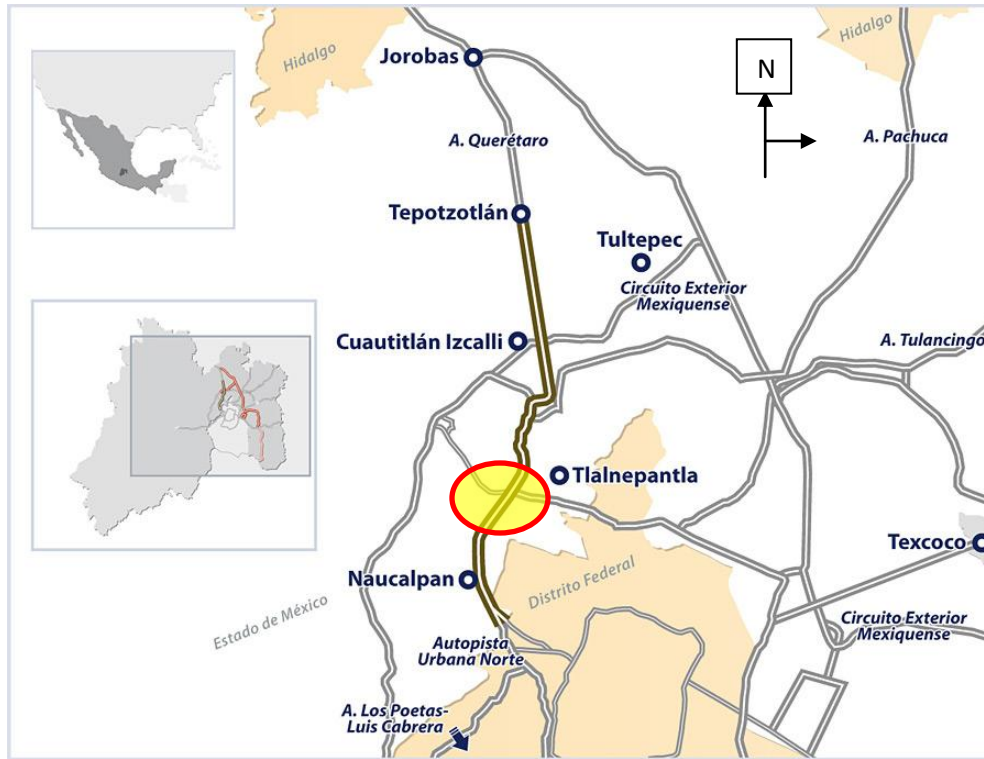 Hidalgo
Hidalgo
Jorobas
N
A. Querétaro
A. Pachuca
Tepotzotlán
Tultepec
Circuito Exterior
Mexiquense
Cuautitlán Izcalli
A. Tulancingo
Tlalnepantla
Texcoco
Naucalpan
Distrito Federal
Estado de México
Circuito Exterior
Mexiquense
Autopista
Urbana Norte
A. Los Poetas-
Luis Cabrera